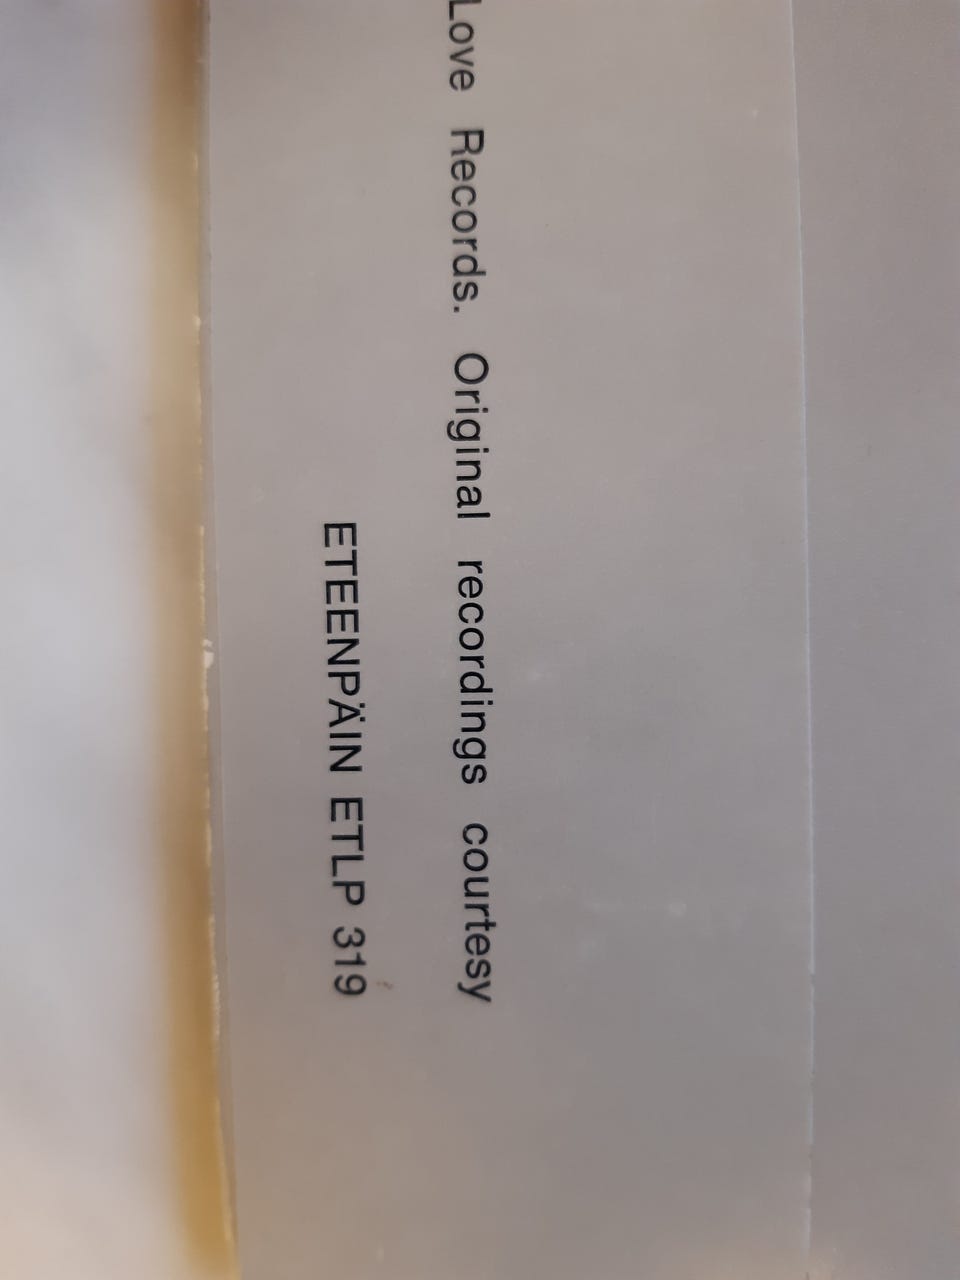 Love Records. Original recordings courtesy
ETEENPÄIN ETLP 319